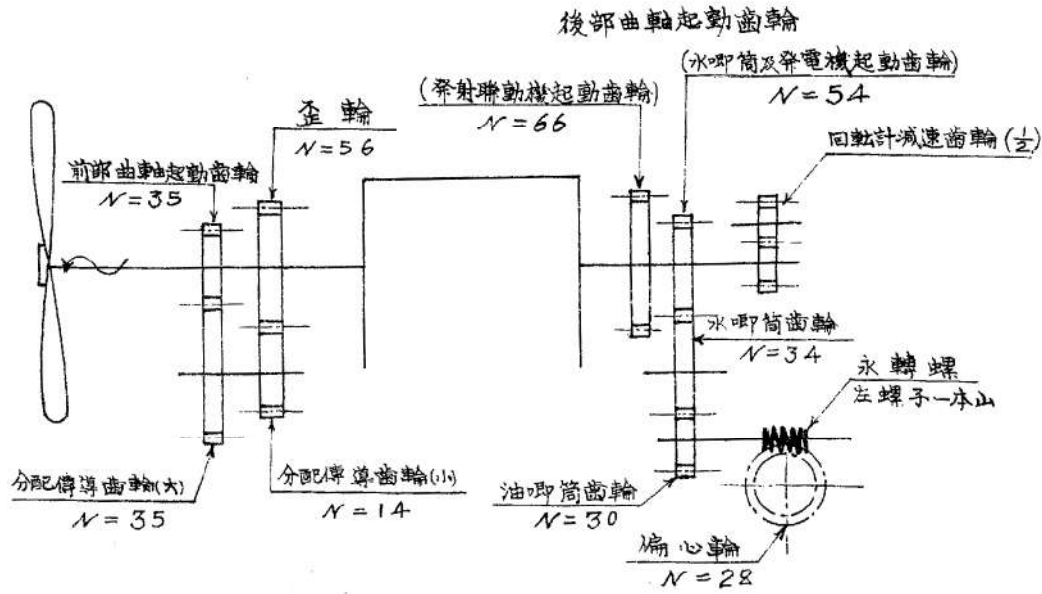 後部曲軸起動歯輪
(水喞筒及発電機起動歯輪)
N=54
(発射聯動機起動歯輪)
N=66
歪輪
N=56
回転計減速歯輪(1/2)
前部曲軸起動歯輪
N=35
水喞筒歯輪
N=34
永轉螺
左螺子一本山
分配傳導歯輪(大)
N=35
分配傳導歯輪(小)
N=14
油喞筒歯輪
N=30
偏心輪
N=28